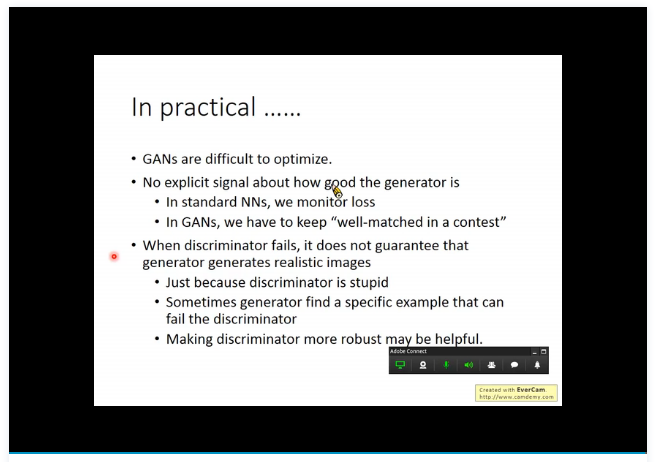 In practical ......
• GANs are difficult to optimize.
• No explicit signal about how good the generator is
• In standard NNs, we monitor loss
• In GANs, we have to keep “well-matched in a contest”
• When discriminator fails, it does not guarantee that
generator generates realistic images
• Just because discriminator is stupid
• Sometimes generator find a specific example that can
fail the discriminator
• Making discriminator more robust may be helpful.
Adobe Connect
Created with EverCam.
http://www.camdemy.com